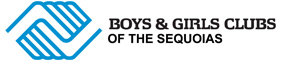 BOYS & GIRLS CLUBS
OF THE SEQUOIAS